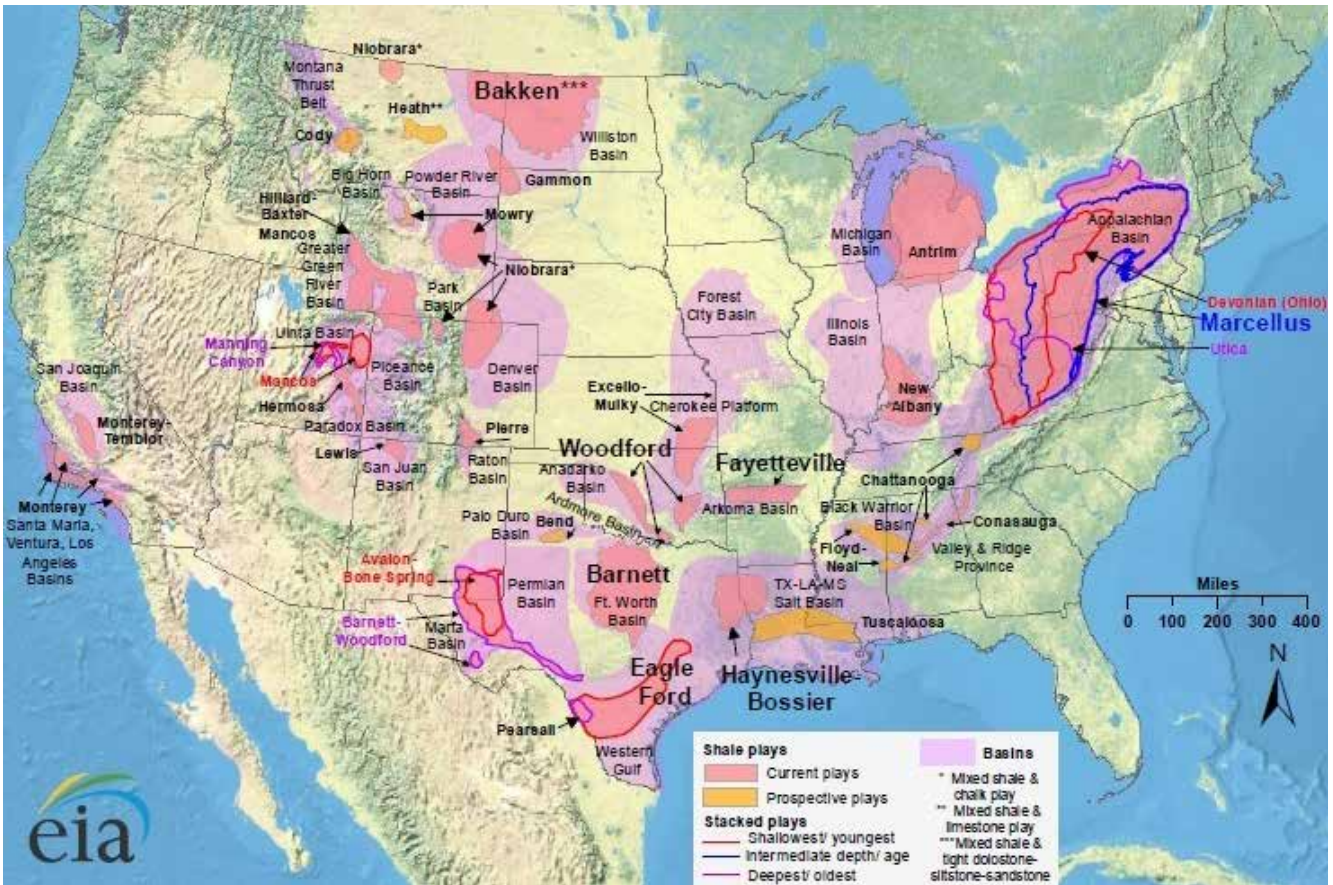 Niobrara*
Montana
Thrust
Belt
Bakken***
Heath**
Cody
Williston
Basin
Big Horn
Basin
Powder River
Basin
Gammon
Hilliard-
Baxter
Mancos
Mowry
Greater
Green
River
Basin
Niobrara*
Park
Basin
Michigan
Basin
Antrim
Appalachian
Basin
Devonian (Ohio)
Marcellus
Utica
Forest
City Basin
Illinois
Basin
Uinta Basin
Manning
Canyon
Mancos
Piceance
Basin
Denver
Basin
Hermosa
San Joaquin
Basin
Monterey-
Temblor
Excello-
Mulky
Cherokee Platform
New
Albany
Paradox Basin
Pierre
Lewis
San Juan
Basin
Raton
Basin
Woodford
Anadarko
Basin
Fayetteville
Arkoma Basin
Chattanooga
Black Warrior
Basin
Conasauga
Monterey
Santa Maria,
Ventura, Los
Angeles
Basins
Palo Duro
Basin
Bend
Ardmore Basin
Floyd-
Neal
Valley & Ridge
Province
Avalon-
Bone Spring
Permian
Basin
Barnett
Ft. Worth
Basin
TX-LA-MS
Salt Basin
Tuscaloosa
Barnett-
Woodford
Marfa
Basin
Eagle
Ford
Haynesville-
Bossier
Pearsall
Western
Gulf
Miles
0 100 200 300 400
N
Shale plays
Current plays
Prospective plays
Stacked plays
Shallowest/ youngest
Intermediate depth/ age
Deepest/ oldest
Basins
* Mixed shale &
chalk play
** Mixed shale &
limestone play
***Mixed shale &
tight dolostone-
siltstone-sandstone
eia